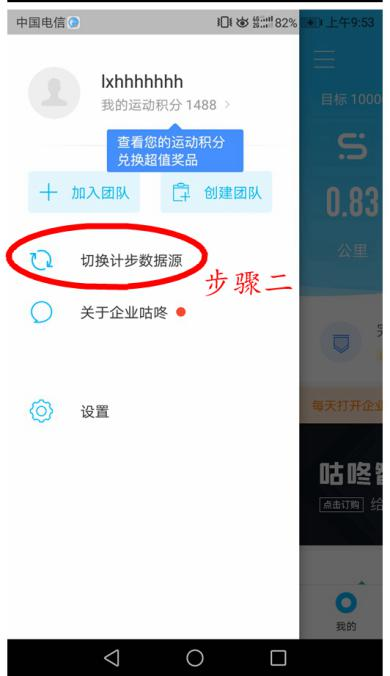 中国电信 82% 上午9:53
lxhhhhhhh
我的运动积分 1488 >
查看您的运动积分
兑换超值奖品
加入团队 创建团队
切换计步数据源
步骤二
关于企业咕咚
设置
目标 1000
0.83
公里
每天打开企业
咕咚智
点击订购 给
我的